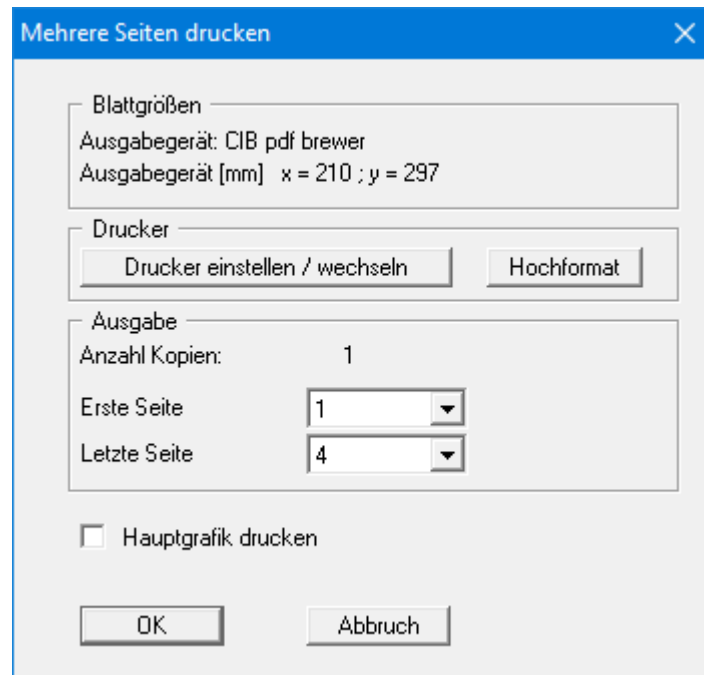 Mehrere Seiten drucken
Blattgrößen
Ausgabegerät: CIB pdf brewer
Ausgabegerät [mm] x = 210 ; y = 297
Drucker
Drucker einstellen / wechseln Hochformat
Ausgabe
Anzahl Kopien: 1
Erste Seite 1
Letzte Seite 4
Hauptgrafik drucken
OK Abbruch